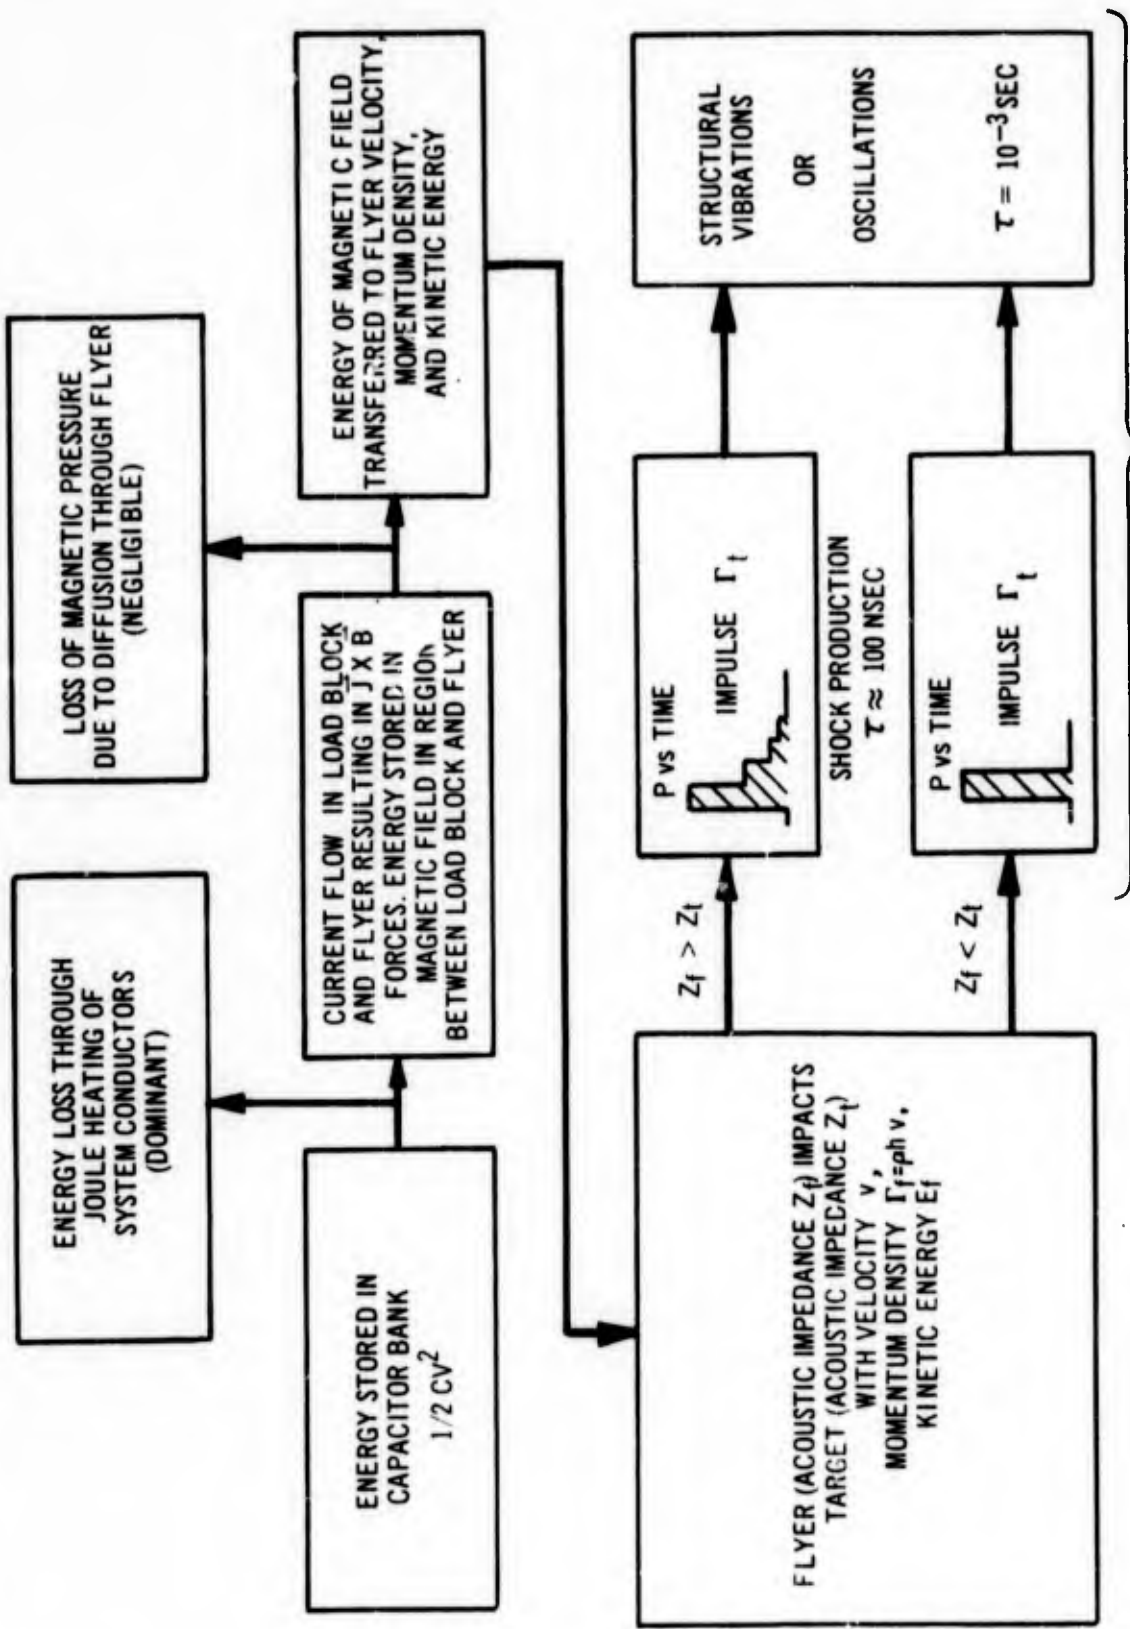 ENERGY LOSS THROUGH
JOULE HEATING OF
SYSTEM CONDUCTORS
(DOMINANT)
LOSS OF MAGNETIC PRESSURE
DUE TO DIFFUSION THROUGH FLYER
(NEGLIGIBLE)
ENERGY STORED IN
CAPACITOR BANK
1/2 CV²
CURRENT FLOW IN LOAD BLOCK
AND FLYER RESULTING IN J X B
FORCES. ENERGY STORED IN
MAGNETIC FIELD IN REGION
BETWEEN LOAD BLOCK AND FLYER
ENERGY OF MAGNETIC FIELD
TRANSFERRED TO FLYER VELOCITY,
MOMENTUM DENSITY,
AND KINETIC ENERGY
FLYER (ACOUSTIC IMPEDANCE Zf) IMPACTS
TARGET (ACOUSTIC IMPECANCE Zt)
WITH VELOCITY v,
MOMENTUM DENSITY Γf=ρh v,
KINETIC ENERGY Ef
Zf > Zt
P vs TIME
IMPULSE Γt
SHOCK PRODUCTION
τ ≈ 100 NSEC
Zf < Zt
P vs TIME
IMPULSE Γt
STRUCTURAL
VIBRATIONS
OR
OSCILLATIONS
τ = 10⁻³ SEC